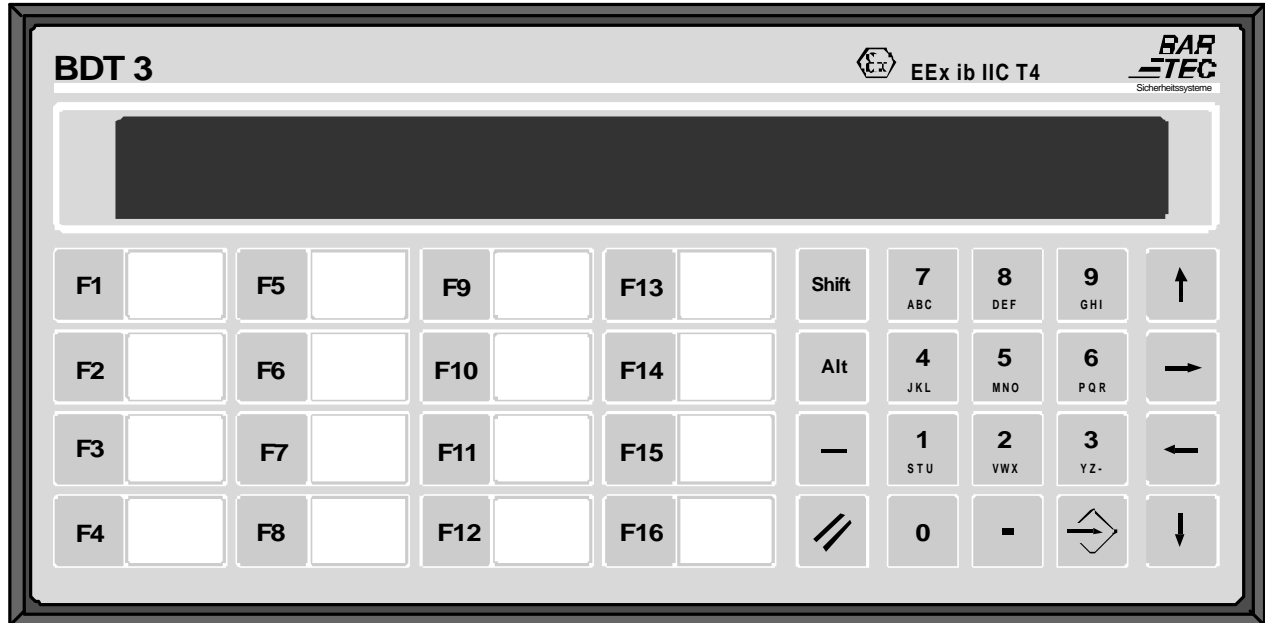 BDT 3
Ex EEx ib IIC T4
BAR
TEC
Sicherheitssysteme
F1 F5 F9 F13 Shift 7 8 9
ABC DEF GHI
F2 F6 F10 F14 Alt 4 5 6
JKL MNO PQR
F3 F7 F11 F15 — 1 2 3
STU VWX YZ-
F4 F8 F12 F16 0